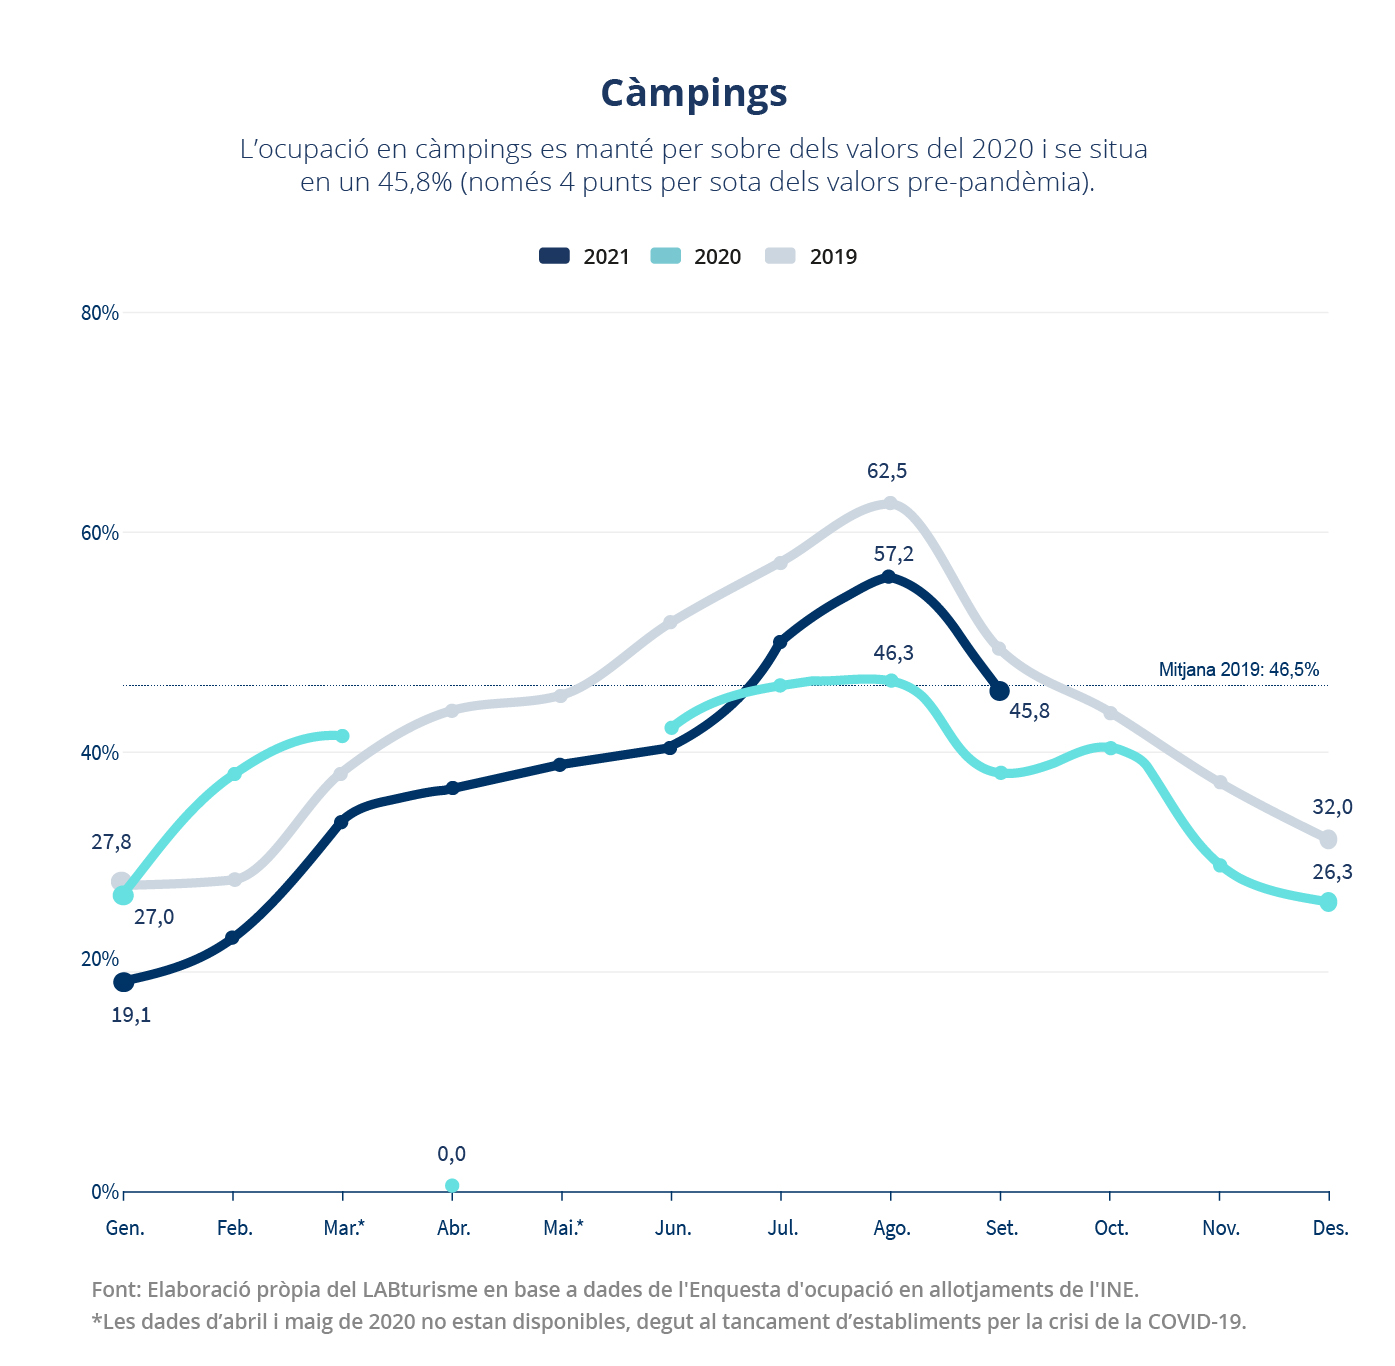 Càmpings
L’ocupació en càmpings es manté per sobre dels valors del 2020 i se situa
en un 45,8% (només 4 punts per sota dels valors pre-pandèmia).
2021 2020 2019
80%
62,5
60%
57,2
46,3
Mitjana 2019: 46,5%
45,8
40%
32,0
27,8
26,3
27,0
20%
19,1
0,0
0%
Gen. Feb. Mar.* Abr. Mai.* Jun. Jul. Ago. Set. Oct. Nov. Des.
Font: Elaboració pròpia del LABturisme en base a dades de l'Enquesta d'ocupació en allotjaments de l'INE.
*Les dades d’abril i maig de 2020 no estan disponibles, degut al tancament d’establiments per la crisi de la COVID-19.